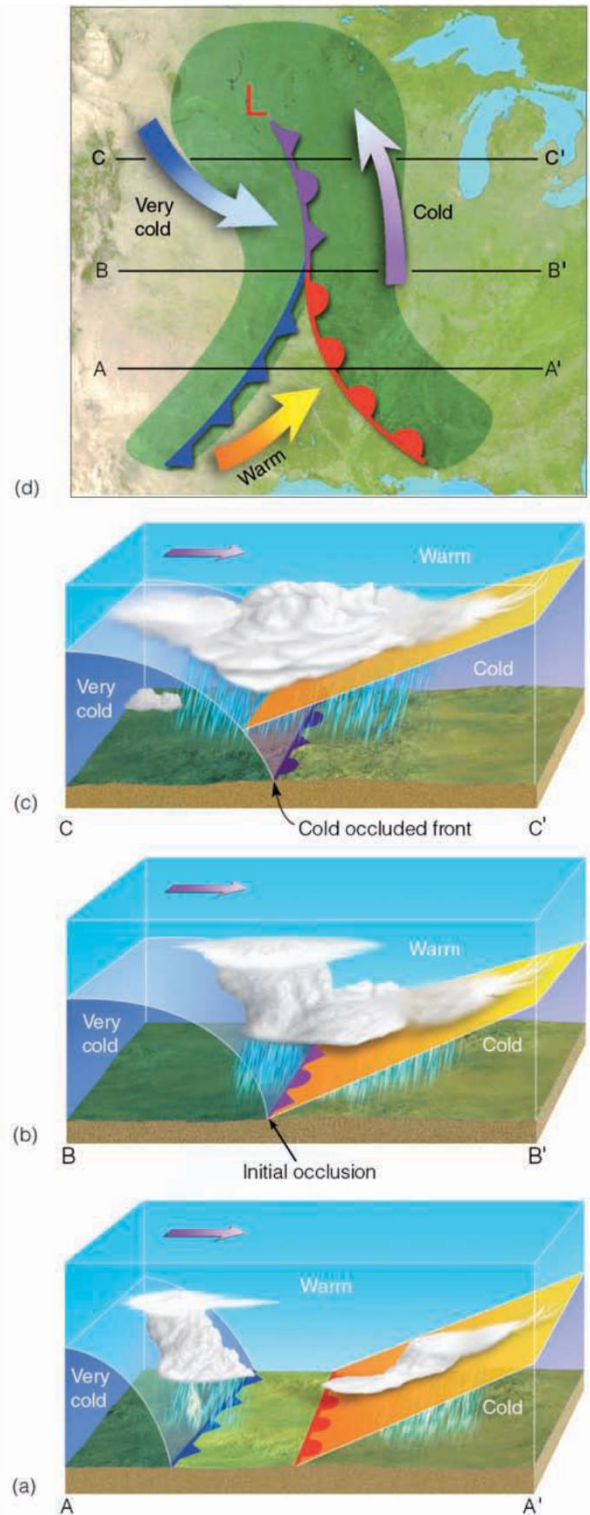 L
C C'
Very
cold
Cold
B B'
A A'
Warm
(d)
Warm
Very
cold
Cold
(c)
C C'
Cold occluded front
Warm
Very
cold
Cold
(b)
B B'
Initial occlusion
Warm
Very
cold
Cold
(a)
A A'